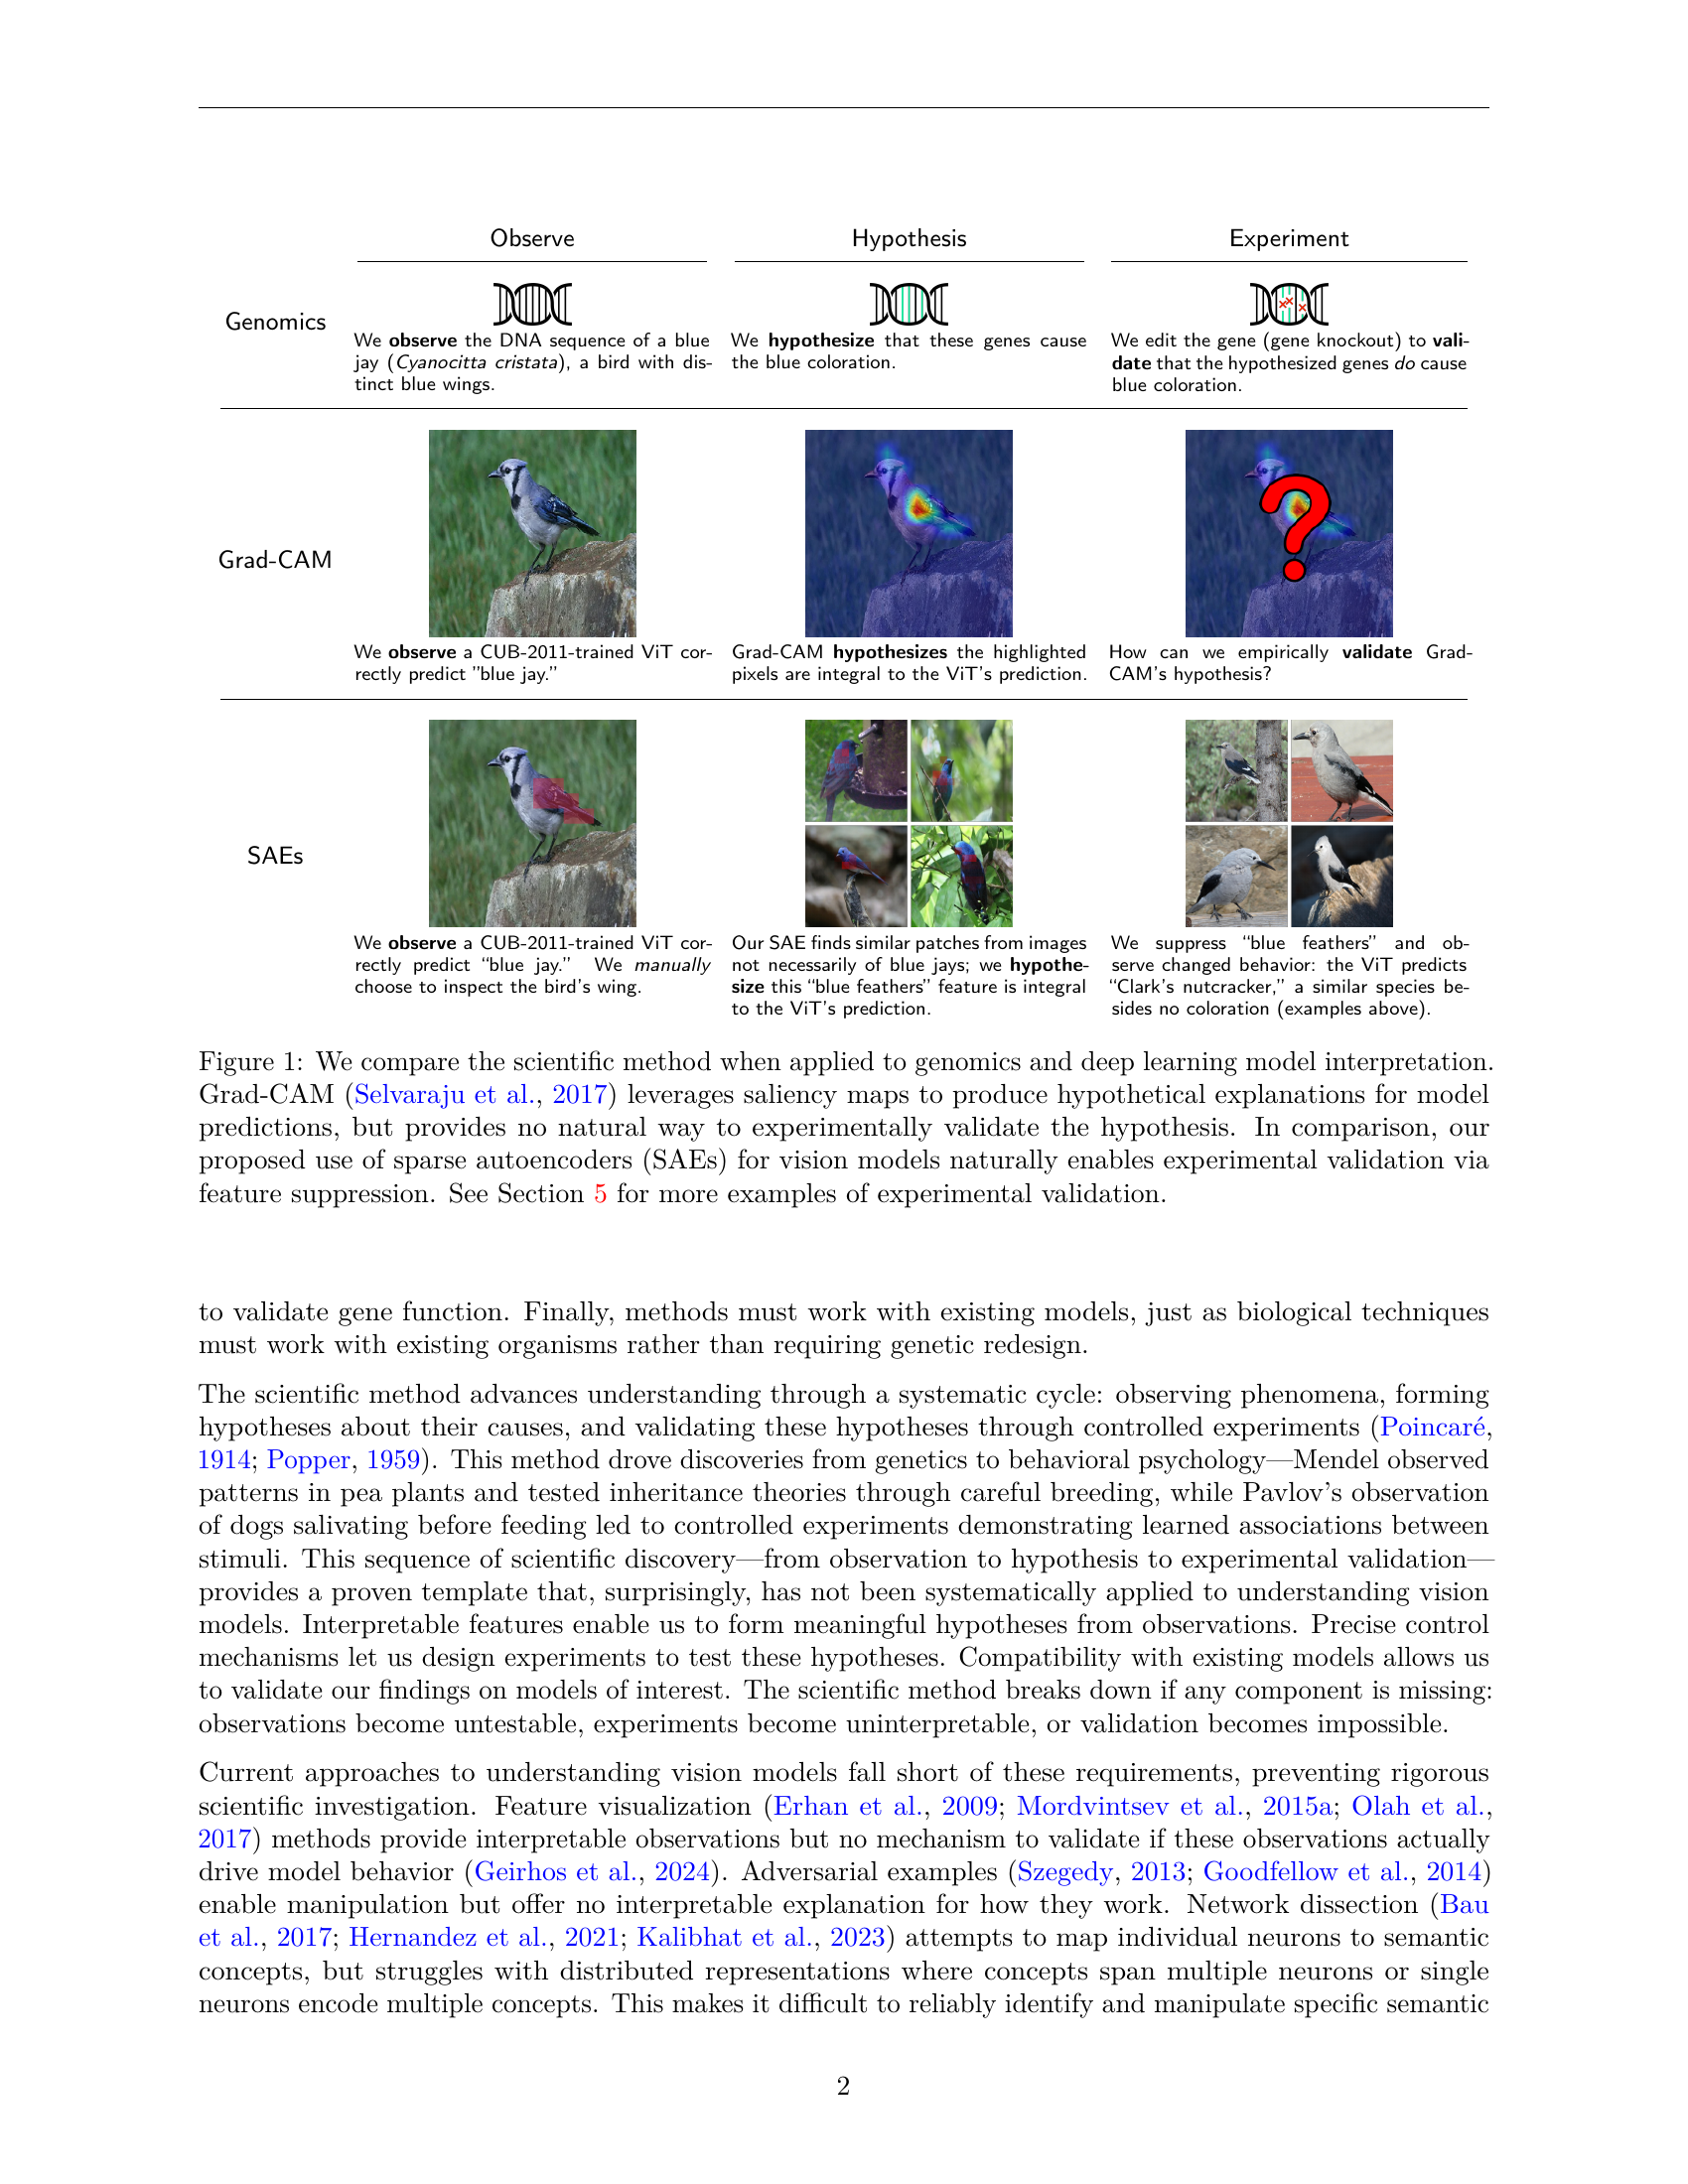 Observe Hypothesis Experiment
Genomics
We observe the DNA sequence of a blue
jay (Cyanocitta cristata), a bird with dis-
tinct blue wings.
We hypothesize that these genes cause
the blue coloration.
We edit the gene (gene knockout) to vali-
date that the hypothesized genes do cause
blue coloration.
Grad-CAM
We observe a CUB-2011-trained ViT cor-
rectly predict "blue jay."
Grad-CAM hypothesizes the highlighted
pixels are integral to the ViT's prediction.
?
How can we empirically validate Grad-
CAM's hypothesis?
SAEs
We observe a CUB-2011-trained ViT cor-
rectly predict “blue jay.” We manually
choose to inspect the bird's wing.
Our SAE finds similar patches from images
not necessarily of blue jays; we hypothe-
size this “blue feathers” feature is integral
to the ViT's prediction.
We suppress “blue feathers” and ob-
serve changed behavior: the ViT predicts
“Clark's nutcracker,” a similar species be-
sides no coloration (examples above).
Figure 1: We compare the scientific method when applied to genomics and deep learning model interpretation.
Grad-CAM (Selvaraju et al., 2017) leverages saliency maps to produce hypothetical explanations for model
predictions, but provides no natural way to experimentally validate the hypothesis. In comparison, our
proposed use of sparse autoencoders (SAEs) for vision models naturally enables experimental validation via
feature suppression. See Section 5 for more examples of experimental validation.
to validate gene function. Finally, methods must work with existing models, just as biological techniques
must work with existing organisms rather than requiring genetic redesign.
The scientific method advances understanding through a systematic cycle: observing phenomena, forming
hypotheses about their causes, and validating these hypotheses through controlled experiments (Poincaré,
1914; Popper, 1959). This method drove discoveries from genetics to behavioral psychology—Mendel observed
patterns in pea plants and tested inheritance theories through careful breeding, while Pavlov's observation
of dogs salivating before feeding led to controlled experiments demonstrating learned associations between
stimuli. This sequence of scientific discovery—from observation to hypothesis to experimental validation—
provides a proven template that, surprisingly, has not been systematically applied to understanding vision
models. Interpretable features enable us to form meaningful hypotheses from observations. Precise control
mechanisms let us design experiments to test these hypotheses. Compatibility with existing models allows us
to validate our findings on models of interest. The scientific method breaks down if any component is missing:
observations become untestable, experiments become uninterpretable, or validation becomes impossible.
Current approaches to understanding vision models fall short of these requirements, preventing rigorous
scientific investigation. Feature visualization (Erhan et al., 2009; Mordvintsev et al., 2015a; Olah et al.,
2017) methods provide interpretable observations but no mechanism to validate if these observations actually
drive model behavior (Geirhos et al., 2024). Adversarial examples (Szegedy, 2013; Goodfellow et al., 2014)
enable manipulation but offer no interpretable explanation for how they work. Network dissection (Bau
et al., 2017; Hernandez et al., 2021; Kalibhat et al., 2023) attempts to map individual neurons to semantic
concepts, but struggles with distributed representations where concepts span multiple neurons or single
neurons encode multiple concepts. This makes it difficult to reliably identify and manipulate specific semantic
2